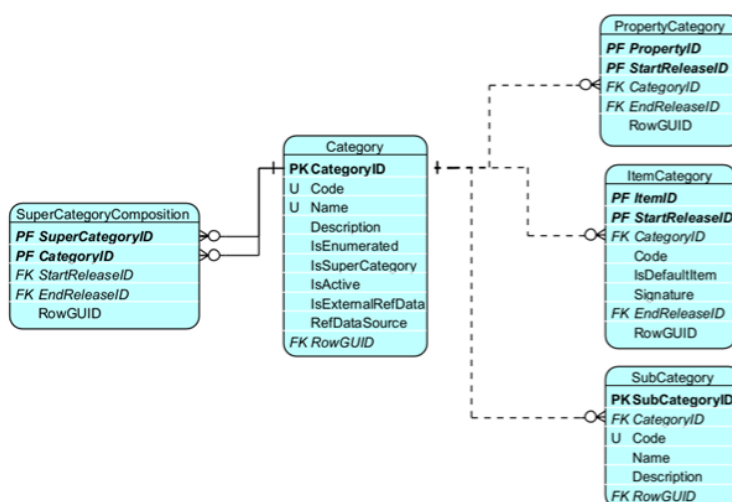 PropertyCategory
PF PropertyID
PF StartReleaseID
FK CategoryID
FK EndReleaseID
RowGUID
Category
PK CategoryID
U Code
U Name
Description
IsEnumerated
IsSuperCategory
IsActive
IsExternalRefData
RefDataSource
FK RowGUID
SuperCategoryComposition
PF SuperCategoryID
PF CategoryID
FK StartReleaseID
FK EndReleaseID
RowGUID
ItemCategory
PF ItemID
PF StartReleaseID
FK CategoryID
Code
IsDefaultItem
Signature
FK EndReleaseID
RowGUID
SubCategory
PK SubCategoryID
FK CategoryID
U Code
Name
Description
FK RowGUID